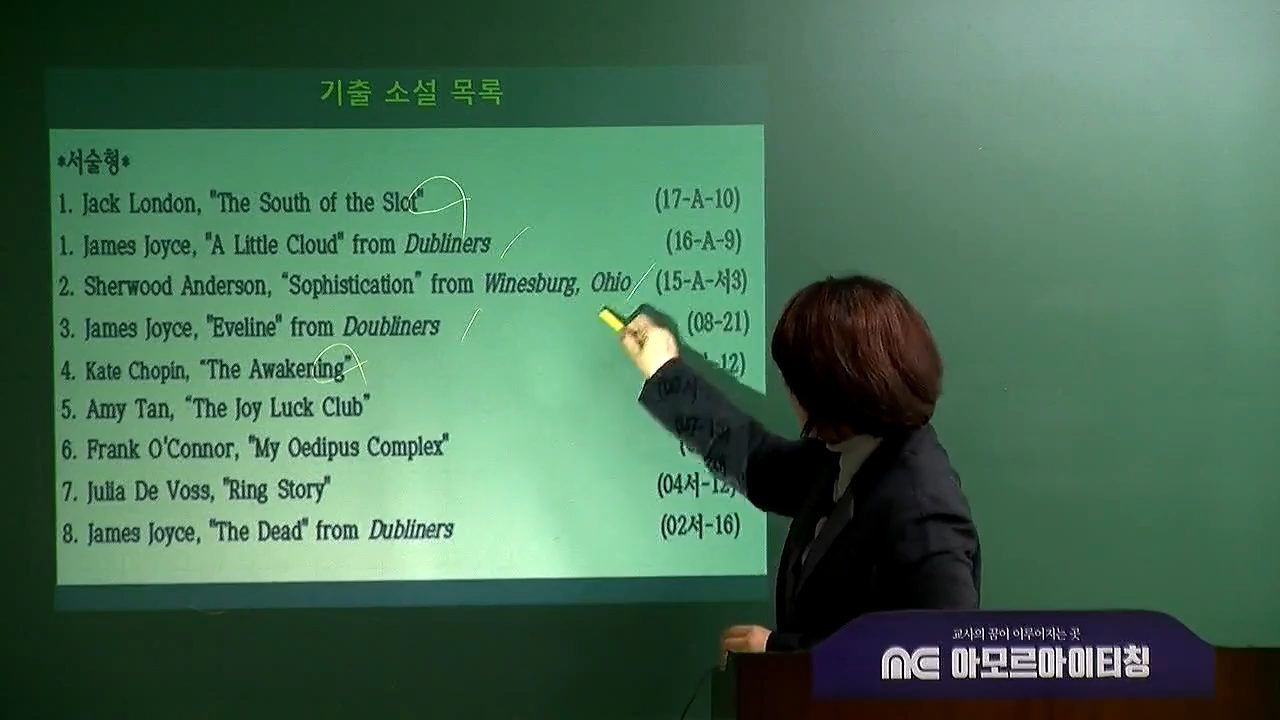 기출 소설 목록
*서술형*
1. Jack London, "The South of the Slot" (17-A-10)
1. James Joyce, "A Little Cloud" from Dubliners (16-A-9)
2. Sherwood Anderson, “Sophistication” from Winesburg, Ohio (15-A-서3)
3. James Joyce, "Eveline" from Doubliners (08-21)
4. Kate Chopin, “The Awakening” -12)
5. Amy Tan, “The Joy Luck Club”
6. Frank O'Connor, "My Oedipus Complex"
7. Julia De Voss, "Ring Story" (04서-12)
8. James Joyce, "The Dead" from Dubliners (02서-16)
교사의 꿈이 이루어지는 곳
아모르아이티칭